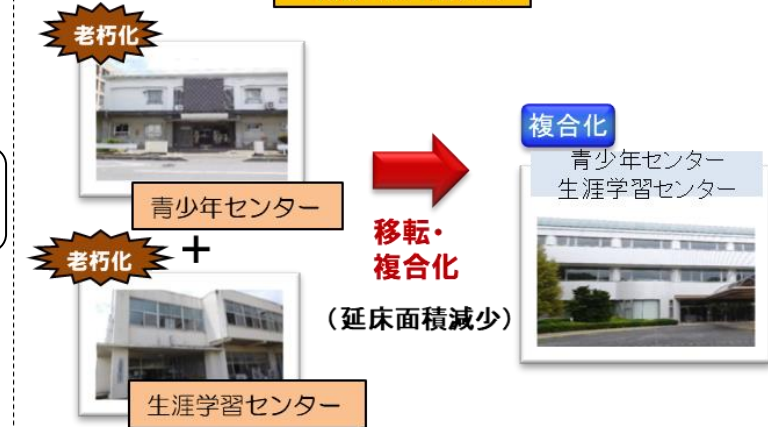 老朽化
青少年センター
+
老朽化
生涯学習センター
移転・
複合化
(延床面積減少)
複合化
青少年センター
生涯学習センター